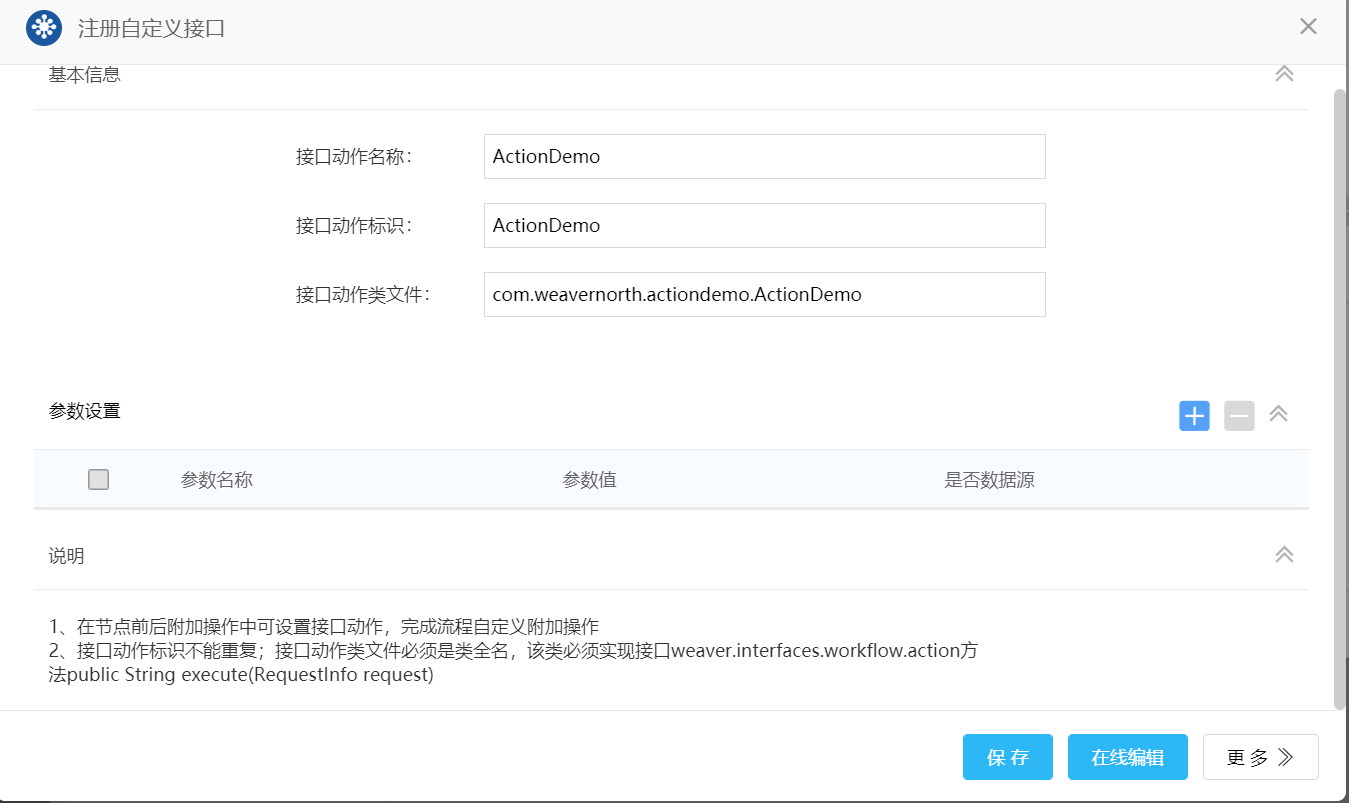 注册自定义接口
基本信息
接口动作名称：
ActionDemo
接口动作标识：
ActionDemo
接口动作类文件：
com.weavernorth.actiondemo.ActionDemo
参数设置
参数名称 参数值 是否数据源
说明
1、在节点前后附加操作中可设置接口动作，完成流程自定义附加操作
2、接口动作标识不能重复；接口动作类文件必须是类全名，该类必须实现接口weaver.interfaces.workflow.action方
法public String execute(RequestInfo request)
保 存 在线编辑 更 多